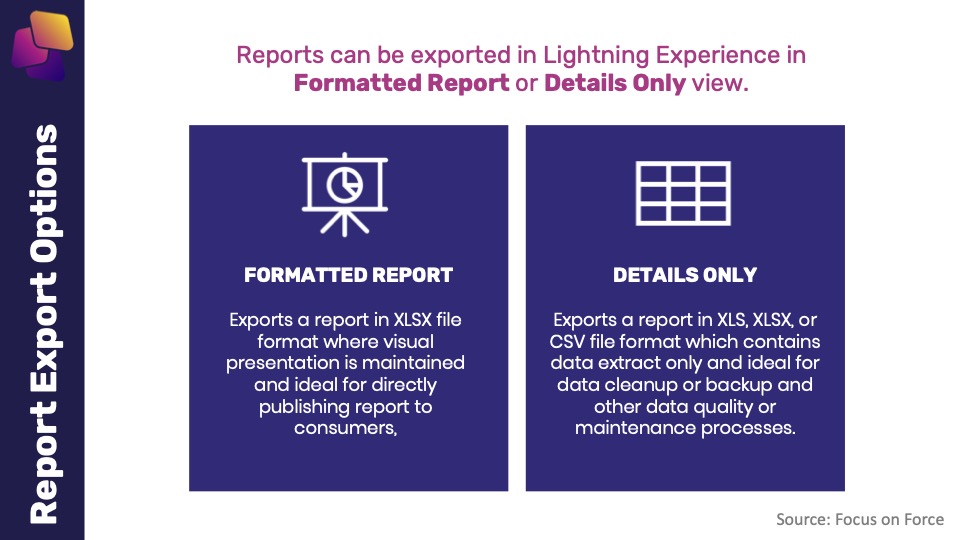 Report Export Options
Reports can be exported in Lightning Experience in
Formatted Report or Details Only view.
FORMATTED REPORT
Exports a report in XLSX file
format where visual
presentation is maintained
and ideal for directly
publishing report to
consumers,
DETAILS ONLY
Exports a report in XLS, XLSX, or
CSV file format which contains
data extract only and ideal for
data cleanup or backup and
other data quality or
maintenance processes.
Source: Focus on Force